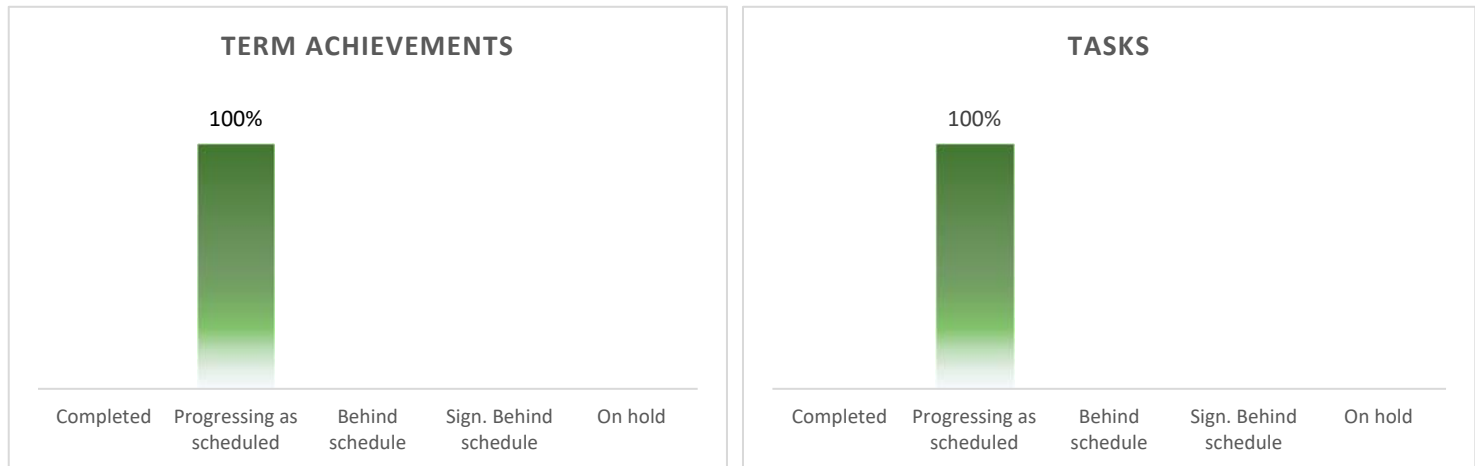 TERM ACHIEVEMENTS
100%
Completed
Progressing as
scheduled
Behind
schedule
Sign. Behind
schedule
On hold
TASKS
100%
Completed
Progressing as
scheduled
Behind
schedule
Sign. Behind
schedule
On hold